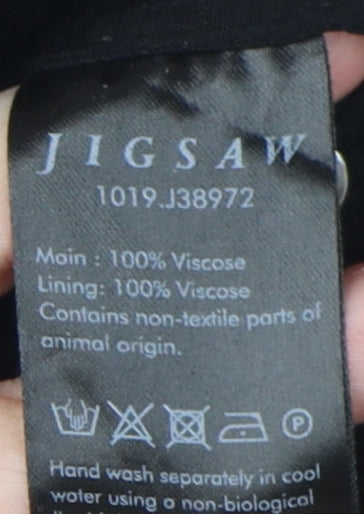 JIGSAW
1019.J38972
Main : 100% Viscose
Lining: 100% Viscose
Contains non-textile parts of
animal origin.
P
Hand wash separately in cool
water using a non-biological